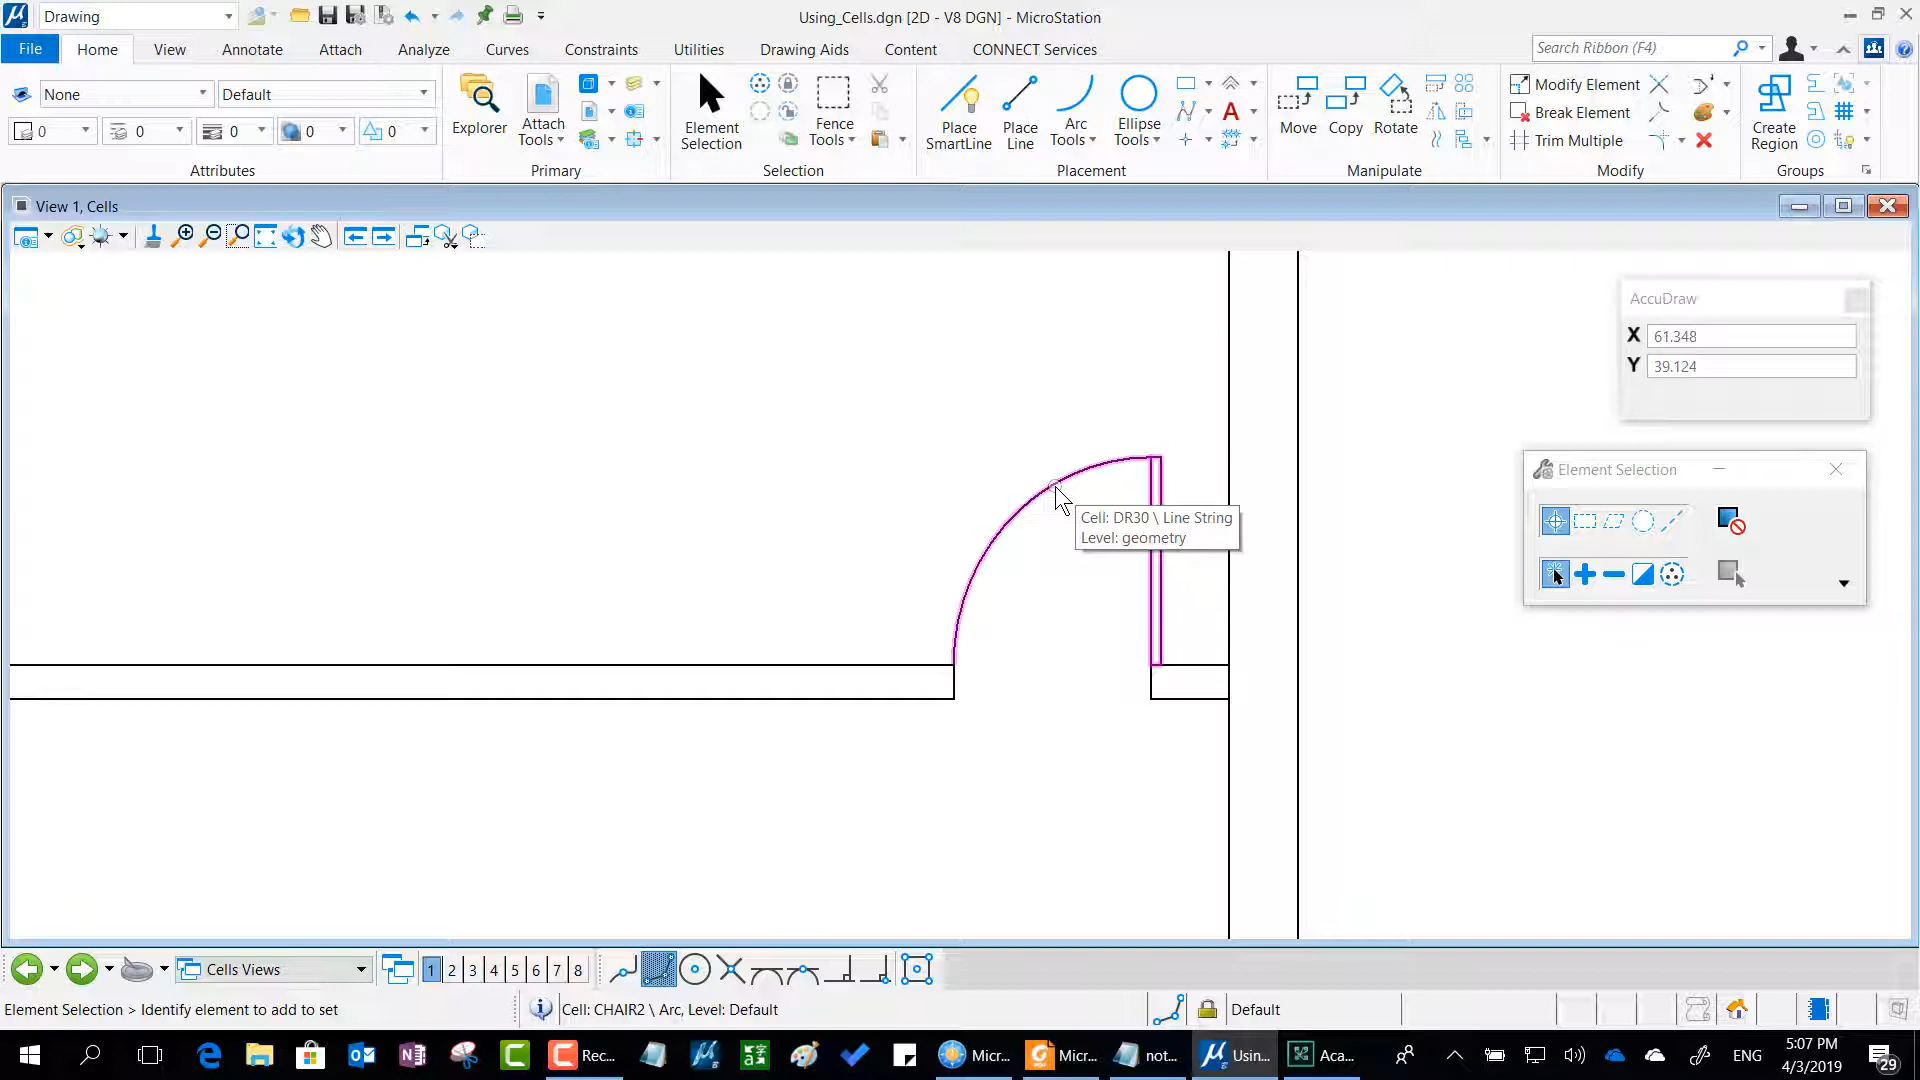 Drawing
Using_Cells.dgn [2D - V8 DGN] - MicroStation
File
Home
View
Annotate
Attach
Analyze
Curves
Constraints
Utilities
Drawing Aids
Content
CONNECT Services
Search Ribbon (F4)
None
Default
0
0
0
0
0
Attributes
Explorer
Attach
Tools
Primary
Element
Selection
Fence
Tools
Selection
Place
SmartLine
Place
Line
Arc
Tools
Ellipse
Tools
Placement
Move
Copy
Rotate
Manipulate
Modify Element
Break Element
Trim Multiple
Modify
Create
Region
Groups
View 1, Cells
AccuDraw
X
61.348
Y
39.124
Element Selection
Cell: DR30 \ Line String
Level: geometry
Cells Views
1 2 3 4 5 6 7 8
Element Selection > Identify element to add to set
Cell: CHAIR2 \ Arc, Level: Default
Default
Rec...
Micr...
Micr...
not...
Usin...
Aca...
ENG
5:07 PM
4/3/2019
29